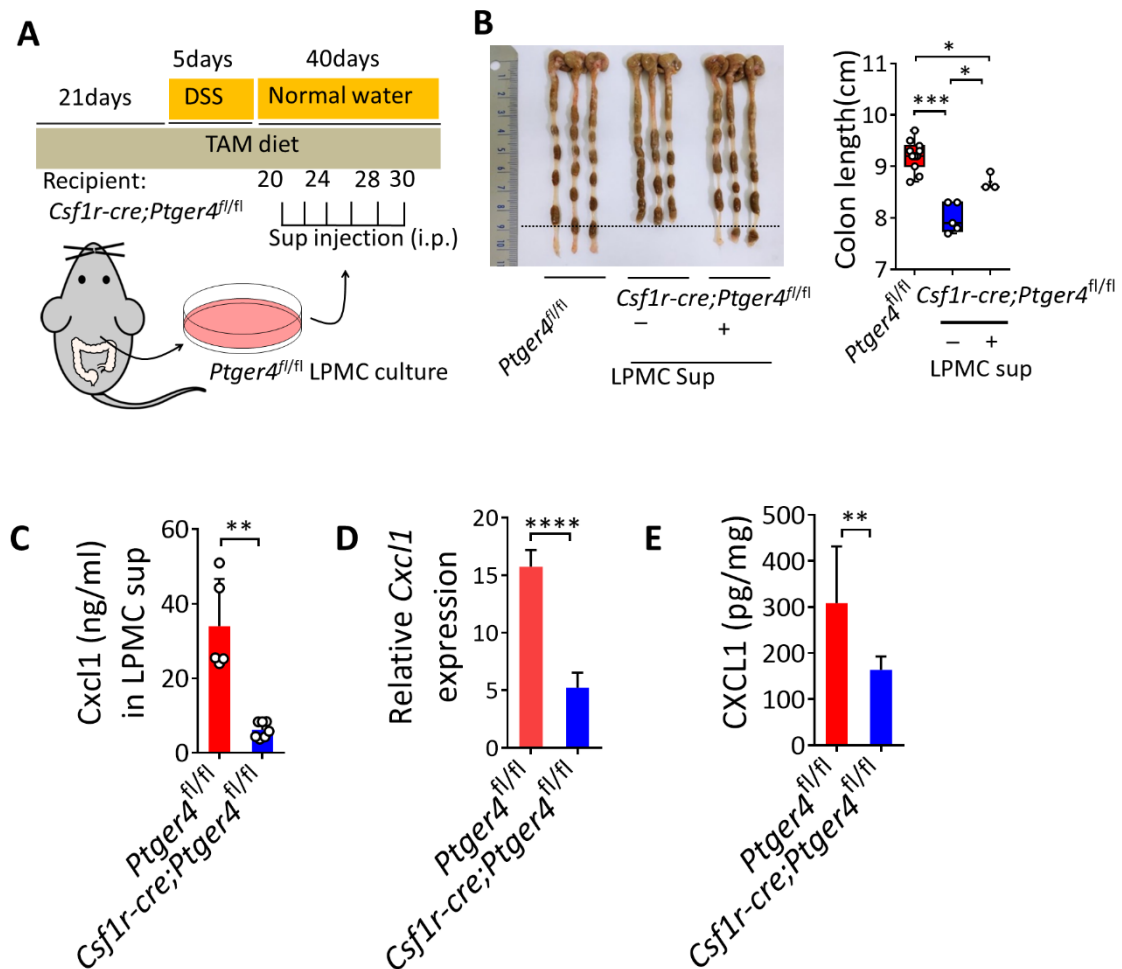 A
5days
40days
21days
DSS
Normal water
TAM diet
Recipient:
Csf1r-cre;Ptger4fl/fl
20 24 28 30
Sup injection (i.p.)
Ptger4fl/fl LPMC culture
B
Ptger4fl/fl
Csf1r-cre;Ptger4fl/fl
– +
LPMC Sup
Colon length(cm)
11
10
9
8
7
*
*
***
Ptger4fl/fl
Csf1r-cre;Ptger4fl/fl
– +
LPMC sup
C
Cxcl1 (ng/ml)
in LPMC sup
60
40
20
0
**
Ptger4fl/fl
Csf1r-cre;Ptger4fl/fl
D
Relative Cxcl1
expression
20
15
10
5
0
****
Ptger4fl/fl
Csf1r-cre;Ptger4fl/fl
E
CXCL1 (pg/mg)
500
400
300
200
100
0
**
Ptger4fl/fl
Csf1r-cre;Ptger4fl/fl